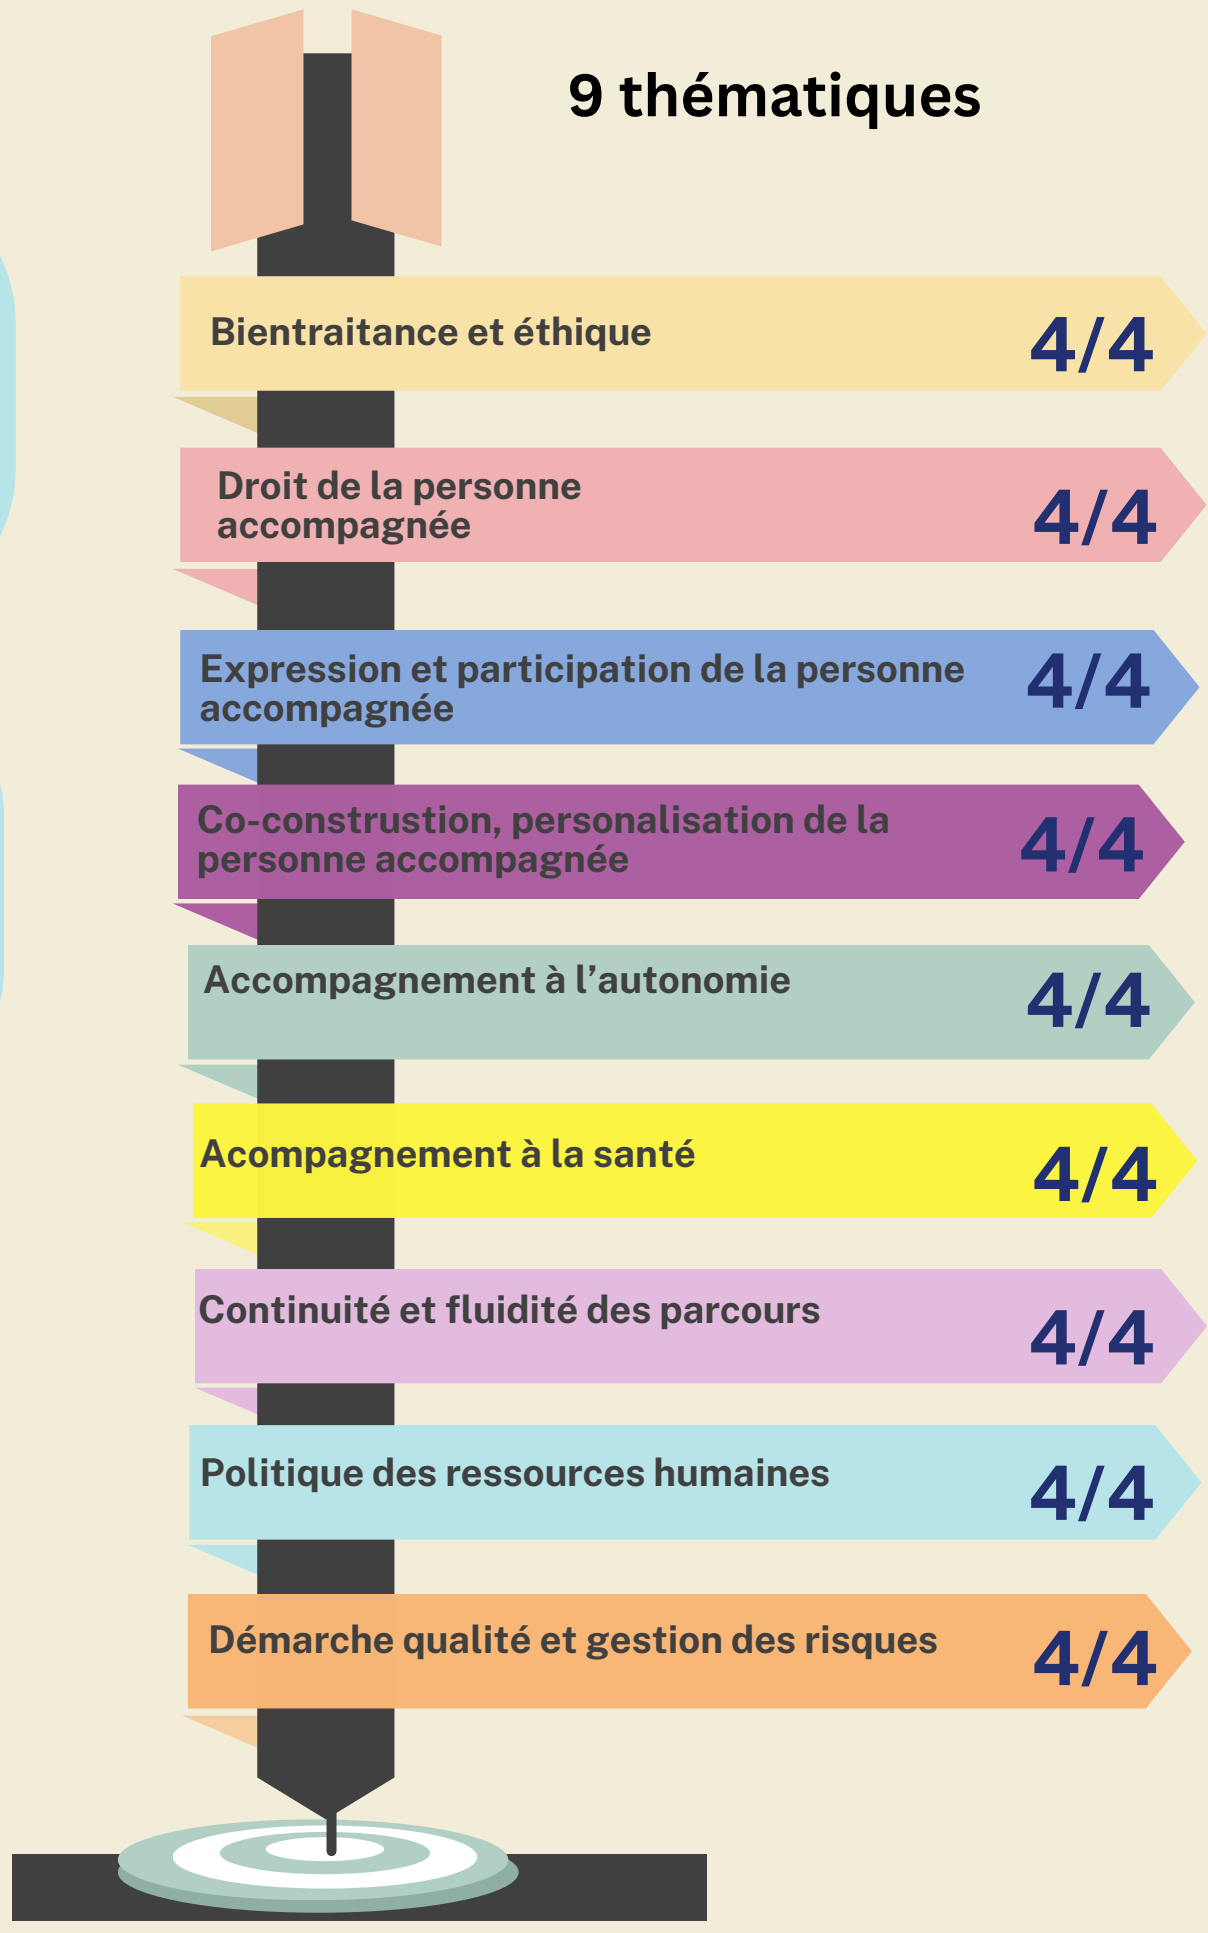 9 thématiques
Bientraitance et éthique
4/4
Droit de la personne
accompagnée
4/4
Expression et participation de la personne
accompagnée
4/4
Co-construstion, personalisation de la
personne accompagnée
4/4
Accompagnement à l’autonomie
4/4
Acompagnement à la santé
4/4
Continuité et fluidité des parcours
4/4
Politique des ressources humaines
4/4
Démarche qualité et gestion des risques
4/4